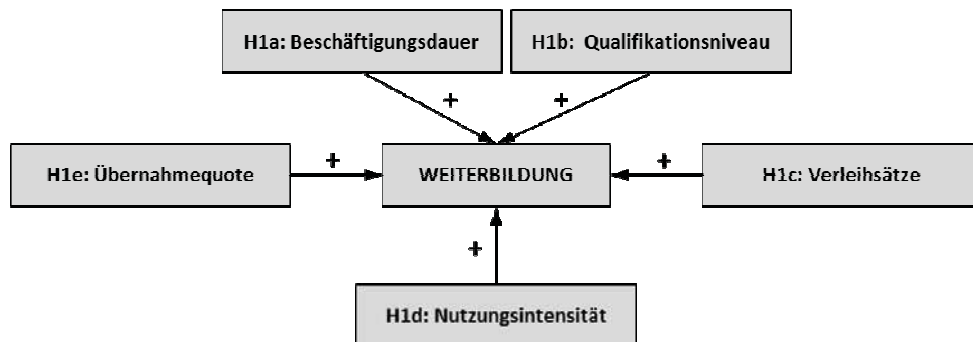 H1a: Beschäftigungsdauer
H1b: Qualifikationsniveau
+
+
H1e: Übernahmequote
+
WEITERBILDUNG
+
H1c: Verleihsätze
+
H1d: Nutzungsintensität